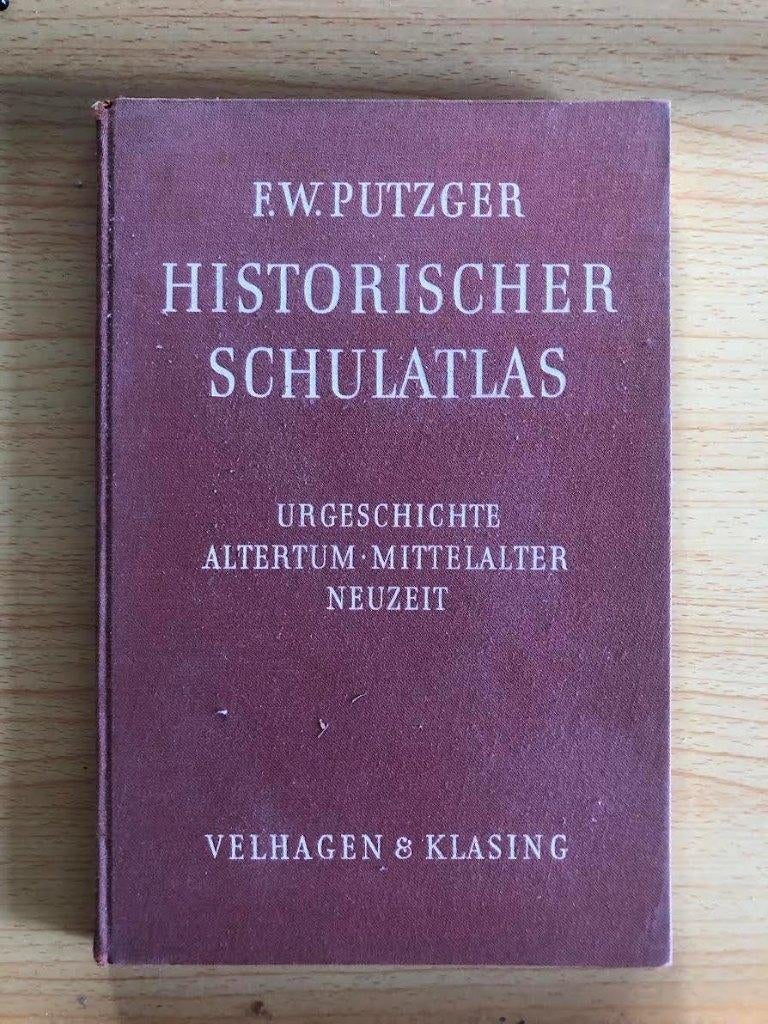 F.W. PUTZGER
HISTORISCHER
SCHULATLAS
URGESCHICHTE
ALTERTUM · MITTELALTER
NEUZEIT
VELHAGEN & KLASING